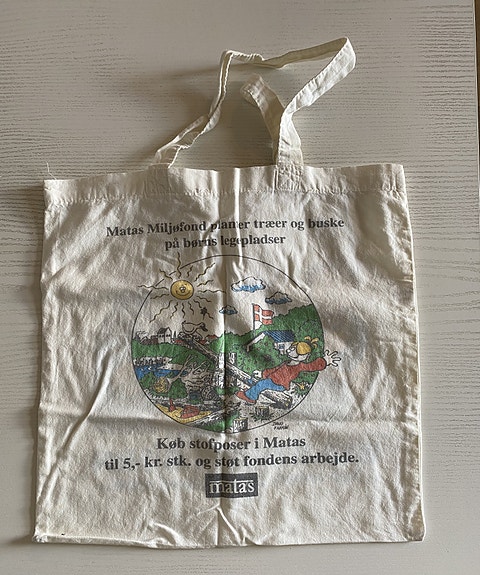 Matas Miljøfond planter træer og buske
på børns legepladser
Køb stofposer i Matas
til 5,- kr. stk. og støt fondens arbejde.
matas